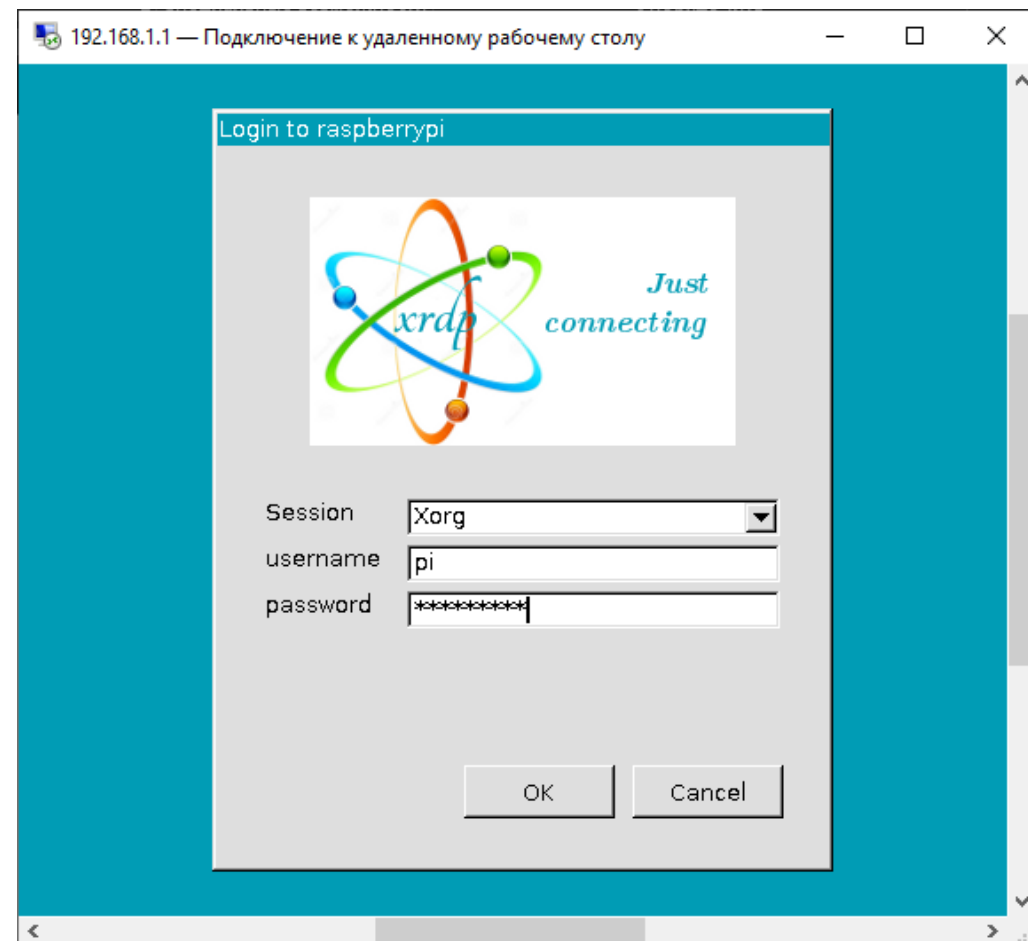 192.168.1.1 — Подключение к удаленному рабочему столу
Login to raspberrypi
Just
xrdp connecting
Session Xorg
username pi
password *********
OK Cancel